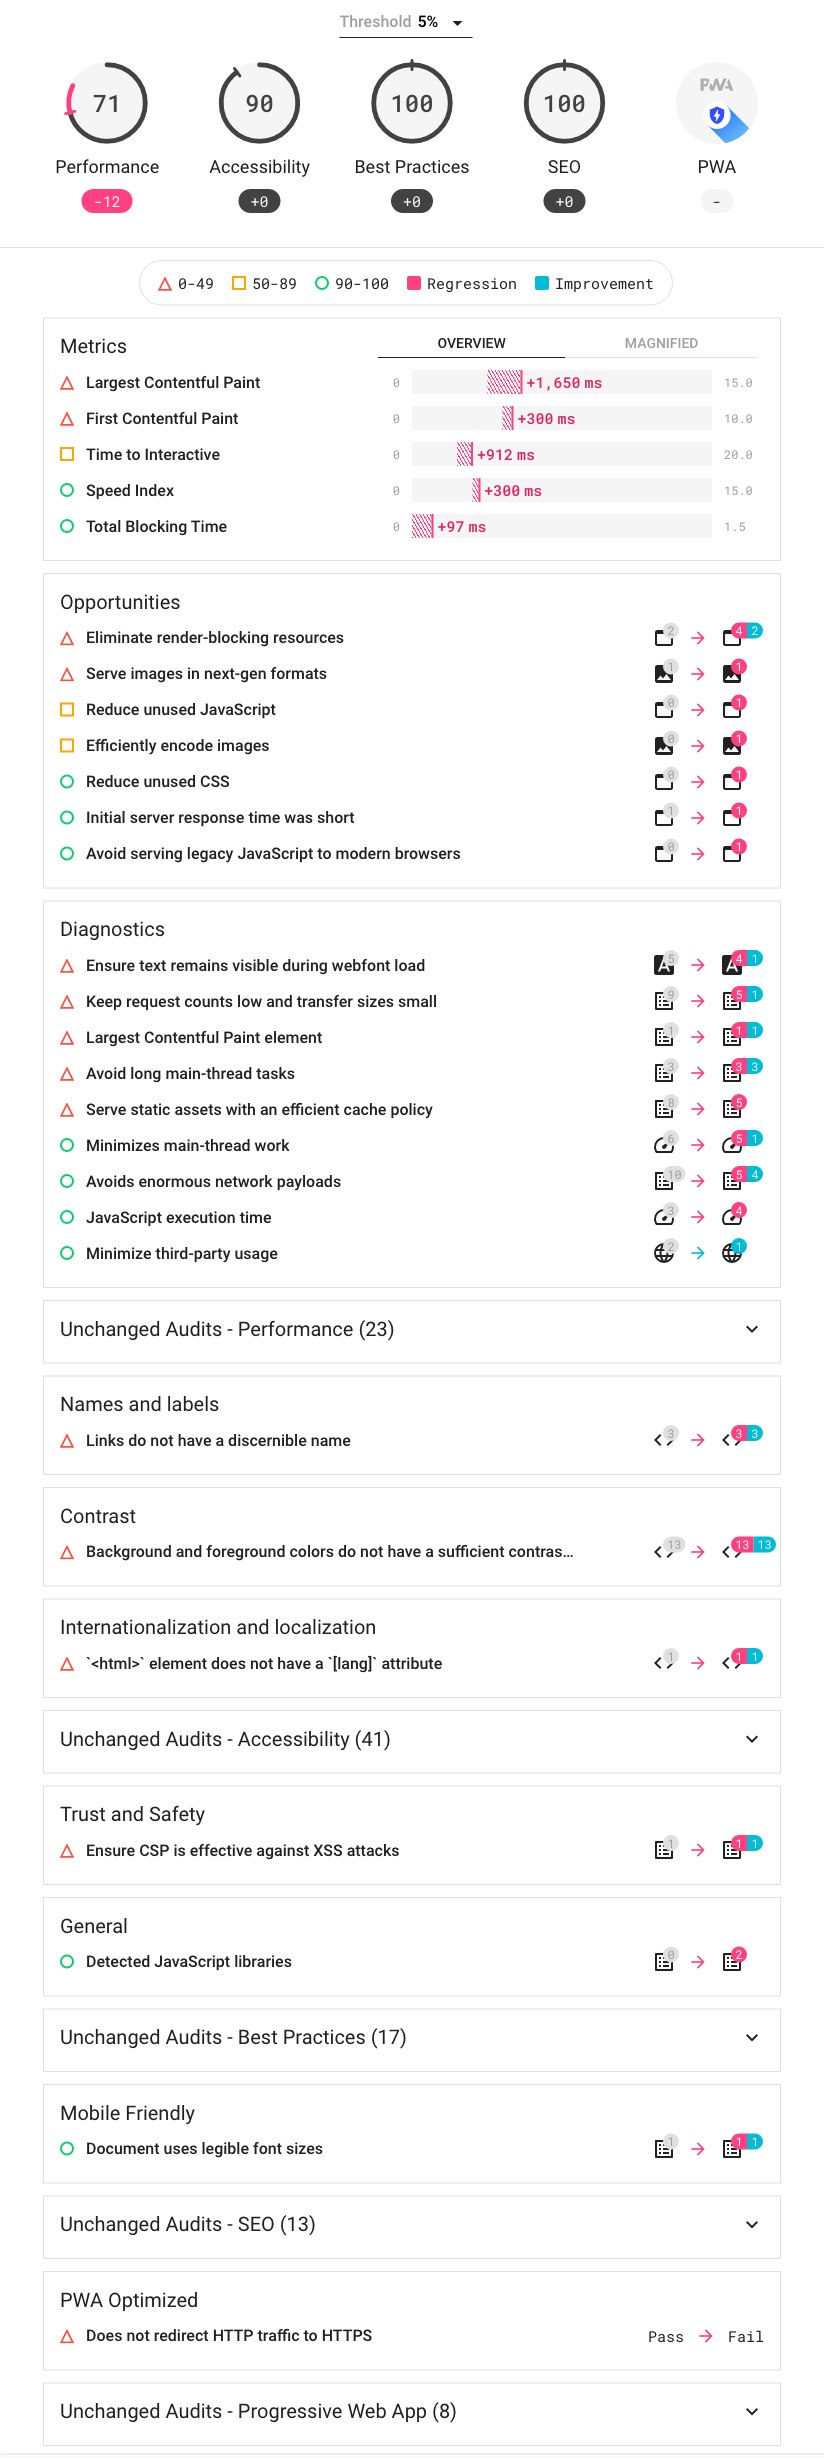 Threshold 5%
71 90 100 100 PWA
Performance Accessibility Best Practices SEO PWA
-12 +0 +0 +0 -
0-49 50-89 90-100 Regression Improvement
Metrics OVERVIEW MAGNIFIED
Largest Contentful Paint 0 +1,650 ms 15.0
First Contentful Paint 0 +300 ms 10.0
Time to Interactive 0 +912 ms 20.0
Speed Index 0 +300 ms 15.0
Total Blocking Time 0 +97 ms 1.5
Opportunities
Eliminate render-blocking resources 2 4 2
Serve images in next-gen formats 1 1
Reduce unused JavaScript 0 1
Efficiently encode images 0 1
Reduce unused CSS 0 1
Initial server response time was short 1 1
Avoid serving legacy JavaScript to modern browsers 0 1
Diagnostics
Ensure text remains visible during webfont load A 5 A 4 1
Keep request counts low and transfer sizes small 9 5 1
Largest Contentful Paint element 1 1 1
Avoid long main-thread tasks 3 3 3
Serve static assets with an efficient cache policy 8 5
Minimizes main-thread work 6 5 1
Avoids enormous network payloads 10 5 4
JavaScript execution time 3 4
Minimize third-party usage 2 1
Unchanged Audits - Performance (23)
Names and labels
Links do not have a discernible name 3 3 3
Contrast
Background and foreground colors do not have a sufficient contras... 13 13 13
Internationalization and localization
`<html>` element does not have a `[lang]` attribute 1 1 1
Unchanged Audits - Accessibility (41)
Trust and Safety
Ensure CSP is effective against XSS attacks 1 1 1
General
Detected JavaScript libraries 0 2
Unchanged Audits - Best Practices (17)
Mobile Friendly
Document uses legible font sizes 1 1 1
Unchanged Audits - SEO (13)
PWA Optimized
Does not redirect HTTP traffic to HTTPS Pass Fail
Unchanged Audits - Progressive Web App (8)